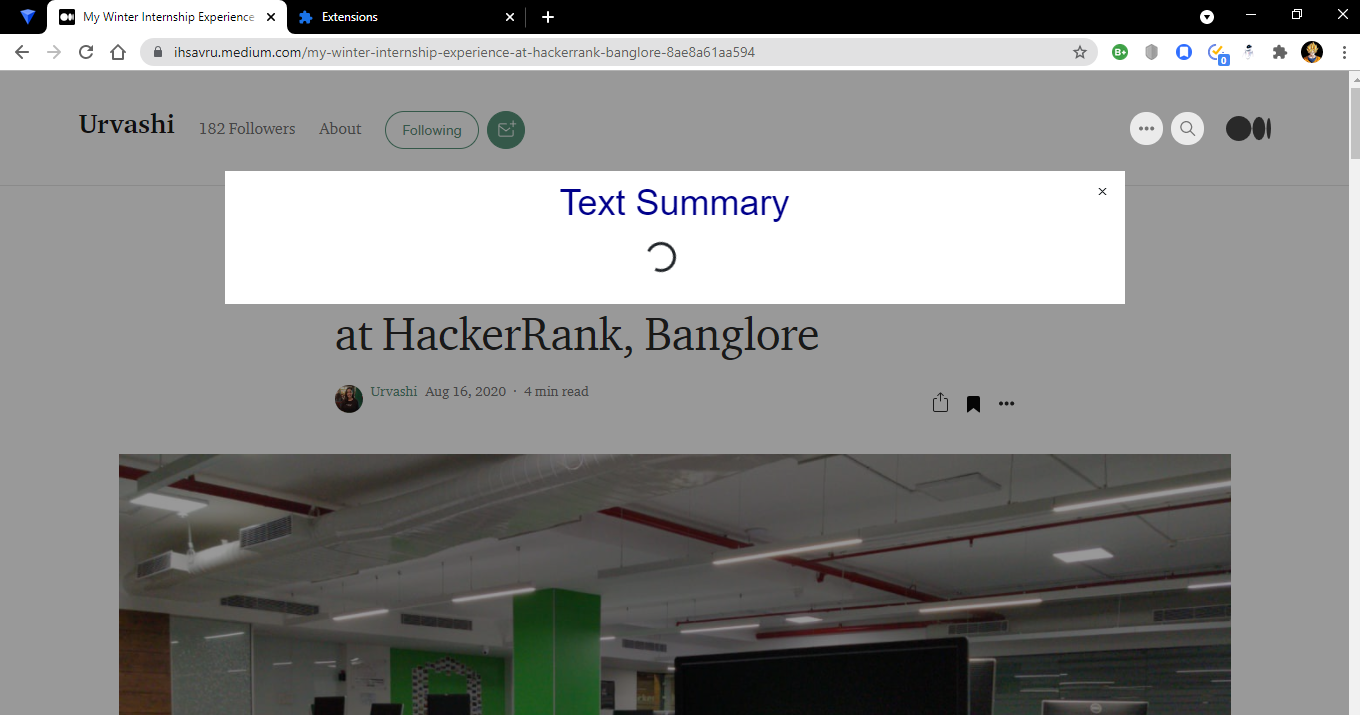 My Winter Internship Experience
Extensions
ihsavru.medium.com/my-winter-internship-experience-at-hackerrank-banglore-8ae8a61aa594
B+
0
Urvashi
182 Followers
About
Following
Text Summary
at HackerRank, Banglore
Urvashi Aug 16, 2020 · 4 min read